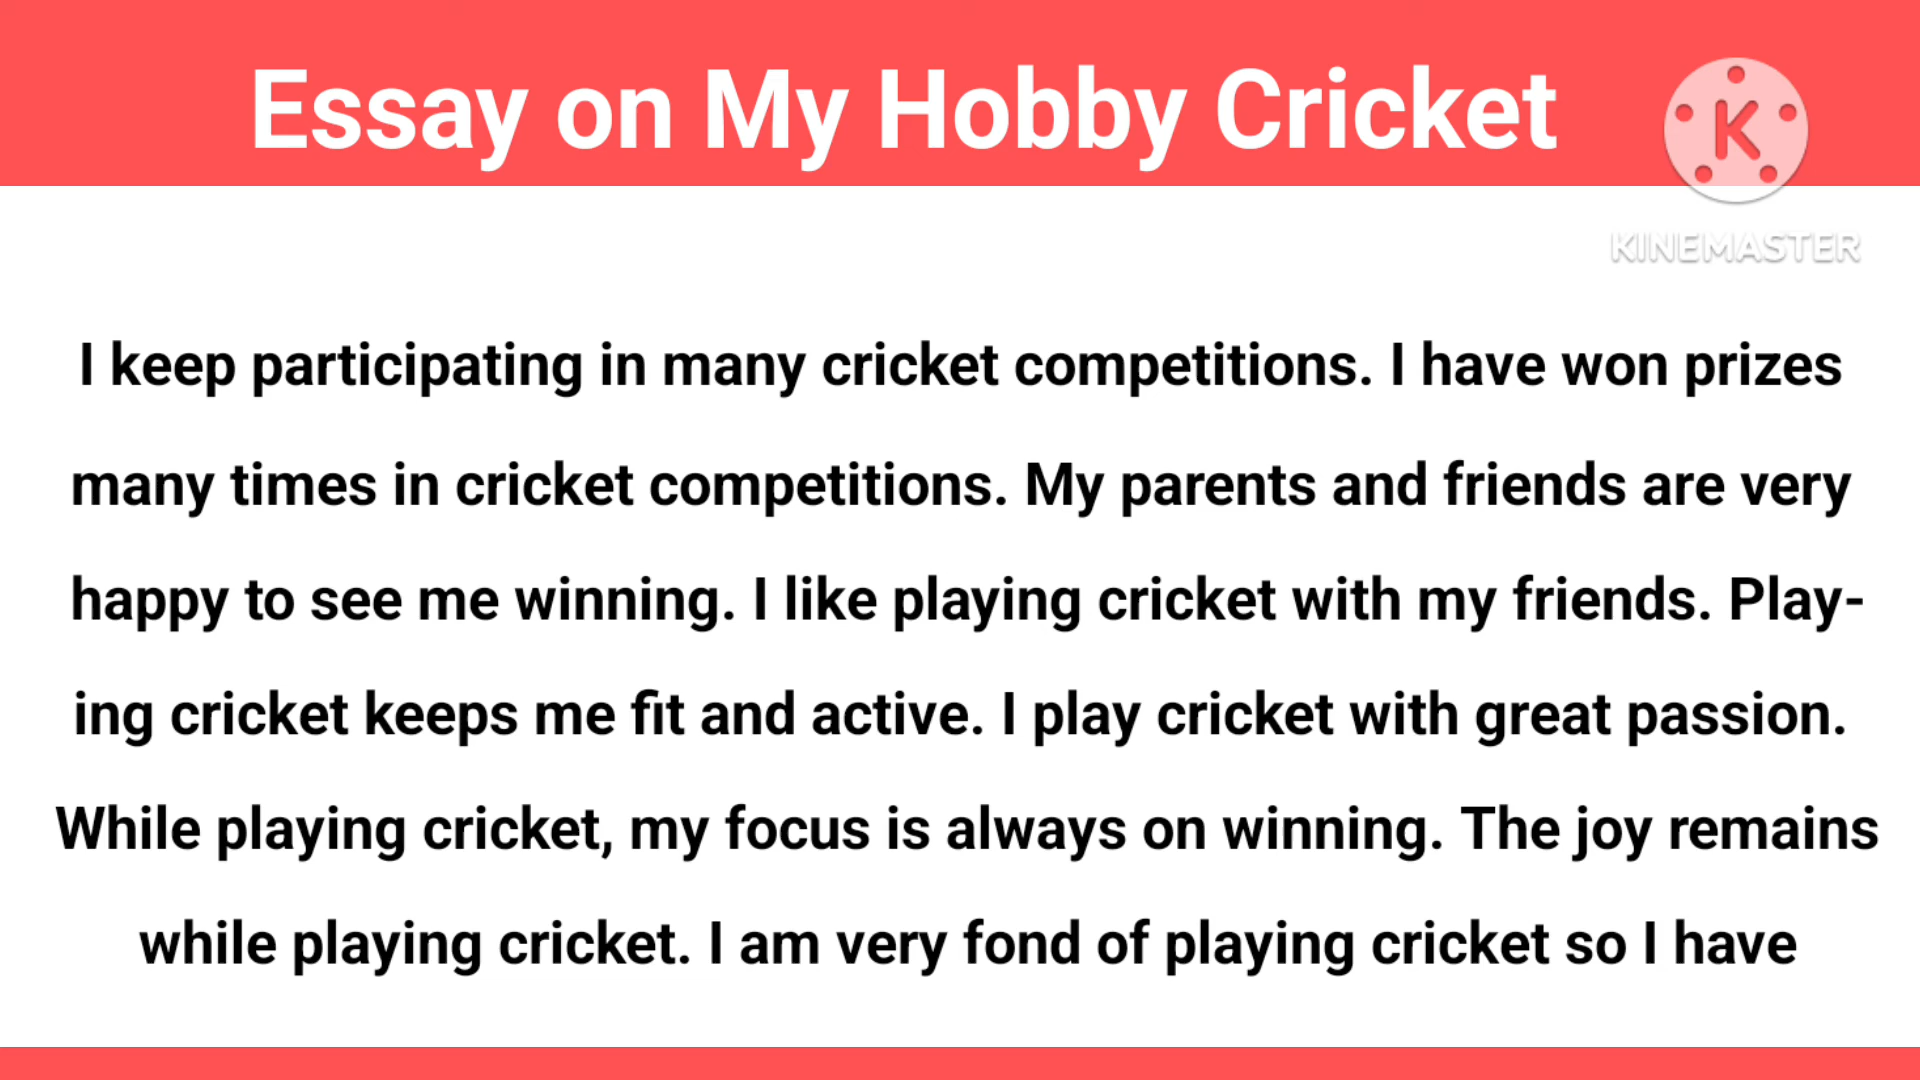 Essay on My Hobby Cricket
K
KINEMASTER
I keep participating in many cricket competitions. I have won prizes
many times in cricket competitions. My parents and friends are very
happy to see me winning. I like playing cricket with my friends. Play-
ing cricket keeps me fit and active. I play cricket with great passion.
While playing cricket, my focus is always on winning. The joy remains
while playing cricket. I am very fond of playing cricket so I have